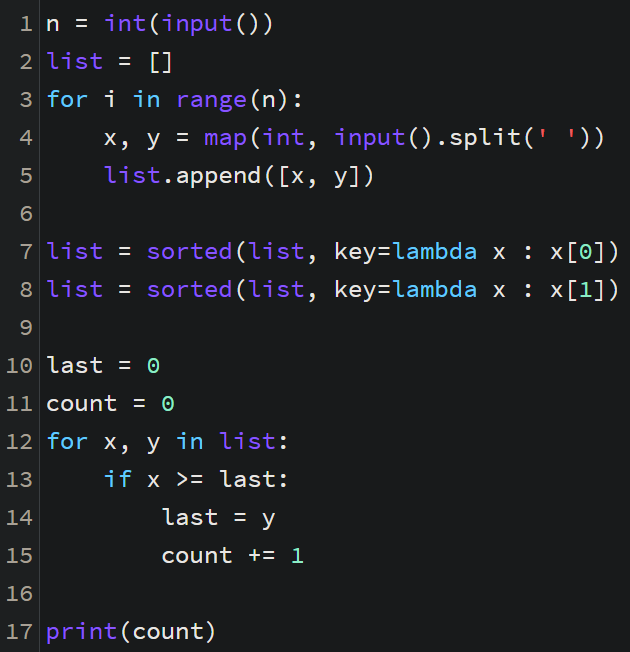 1 n = int(input())
2 list = []
3 for i in range(n):
4     x, y = map(int, input().split(' '))
5     list.append([x, y])
6
7 list = sorted(list, key=lambda x : x[0])
8 list = sorted(list, key=lambda x : x[1])
9
10 last = 0
11 count = 0
12 for x, y in list:
13     if x >= last:
14         last = y
15         count += 1
16
17 print(count)